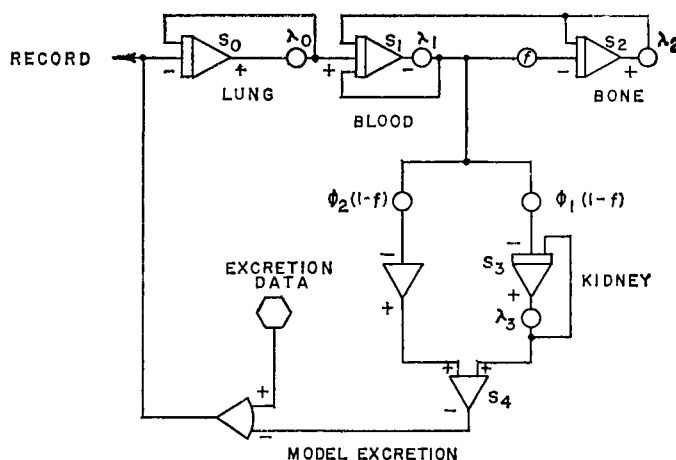 S0 λ0 S1 λ1 f S2 λ2
RECORD
- + + - - +
LUNG
BLOOD
BONE
ϕ2(1-f) ϕ1(1-f)
EXCRETION
DATA
- -
S3
KIDNEY
+ +
λ3
+ +
S4
+
- -
MODEL EXCRETION